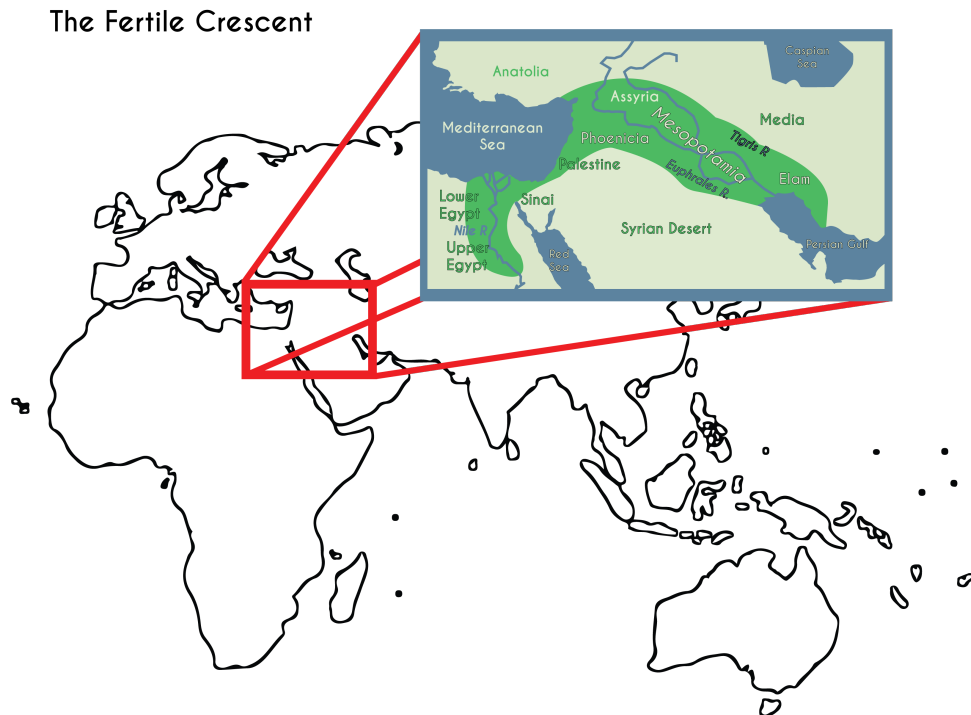 The Fertile Crescent
Caspian
Sea
Anatolia
Assyria
Media
Mediterranean
Sea
Mesopotamia
Tigris R
Phoenicia
Palestine
Euphrales R.
Elam
Lower
Egypt
Sinai
Nile R
Syrian Desert
Upper
Egypt
Red
Sea
Persian Gulf